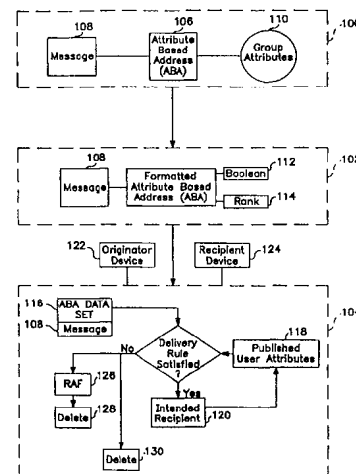 108
106
110
100
Message
Attribute
Based
Address
(ABA)
Group
Attributes
102
108
112
Message
Formatted
Attribute Based
Address (ABA)
Boolean
Rank
114
122
124
Originator
Device
Recipient
Device
104
116
ABA DATA
SET
108
Message
Delivery
Rule
Satisfied
?
118
Published
User Attributes
No
Yes
RAF
126
Intended
Recipient
120
Delete
128
Delete
130